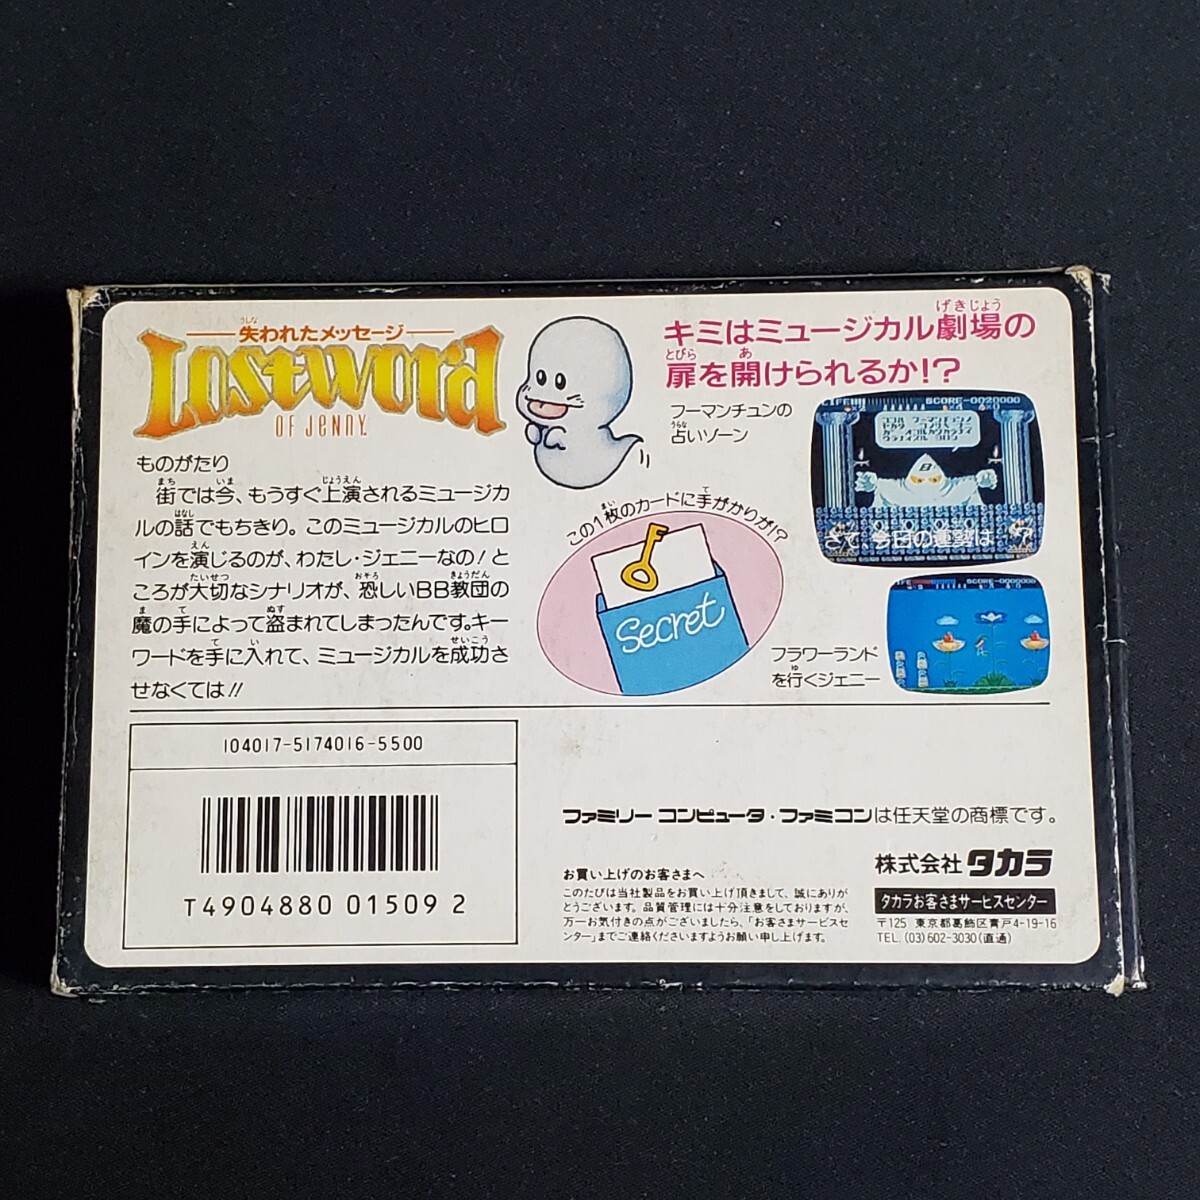 失われたメッセージ
うしな
Lostword
OF JENNY
ものがたり
街では今、もうすぐ上演されるミュージカ
ルの話でもちきり。このミュージカルのヒロ
インを演じるのが、わたし・ジェニーなの!と
ころが大切なシナリオが、恐しいBB教団の
魔の手によって盗まれてしまったんです。キー
ワードを手に入れて、ミュージカルを成功さ
せなくては!!
キミはミュージカル劇場の
扉を開けられるか!?
フーマンチュンの
占いゾーン
この1枚のカードに手がかりが!?
Secret
SCORE-0020000
さて 今日の運勢は…?
SCORE-0000000
フラワーランド
を行くジェニー
104017-5174016-5500
T4904880 01509 2
ファミリー コンピュータ・ファミコンは任天堂の商標です。
お買い上げのお客さまへ
このたびは当社製品をお買い上げ頂きまして、誠にありが
とうございます。品質管理には十分注意をしておりますが、
万一お気付きの点がございましたら、「お客さまサービスセ
ンター」までご連絡くださいますようお願い申し上げます。
株式会社 タカラ
タカラお客さまサービスセンター
〒125 東京都葛飾区青戸4-19-16
TEL.(03)602-3030(直通)